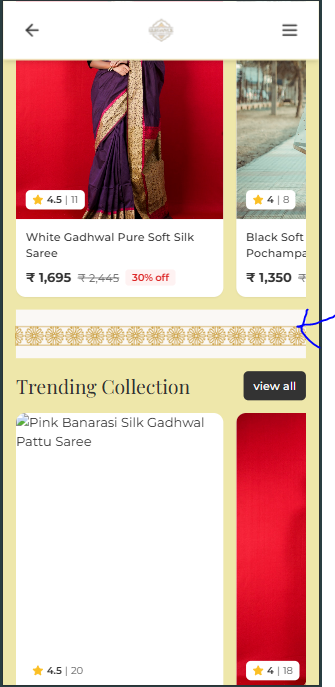 4.5 | 11
4 | 8
White Gadhwal Pure Soft Silk
Saree
₹ 1,695 ₹ 2,445 30% off
Black Soft
Pochampa
₹ 1,350 ₹
Trending Collection
view all
Pink Banarasi Silk Gadhwal
Pattu Saree
4.5 | 20
4 | 18